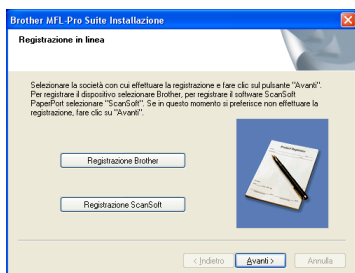 Brother MFL-Pro Suite Installazione
Registrazione in linea
Selezionare la società con cui effettuare la registrazione e fare clic sul pulsante "Avanti".
Per registrare il dispositivo selezionare Brother, per registrare il software ScanSoft
PaperPort selezionare "ScanSoft". Se in questo momento si preferisce non effettuare la
registrazione, fare clic su "Avanti".
Registrazione Brother
Product Registration
Registrazione ScanSoft
< Indietro
Avanti >
Annulla